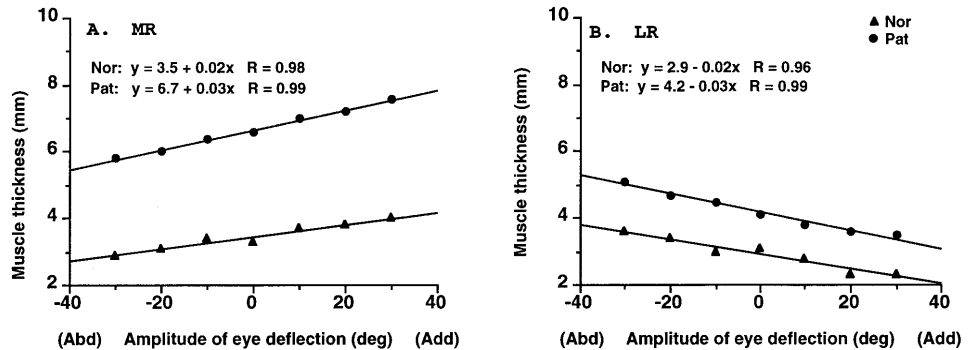 A. MR
Nor: y = 3.5 + 0.02x R = 0.98
Pat: y = 6.7 + 0.03x R = 0.99
Muscle thickness (mm)
10
8
6
4
2
-40
-20
0
20
40
(Abd) Amplitude of eye deflection (deg) (Add)
B. LR
Nor
Pat
Nor: y = 2.9 - 0.02x R = 0.96
Pat: y = 4.2 - 0.03x R = 0.99
Muscle thickness (mm)
10
8
6
4
2
-40
-20
0
20
40
(Abd) Amplitude of eye deflection (deg) (Add)